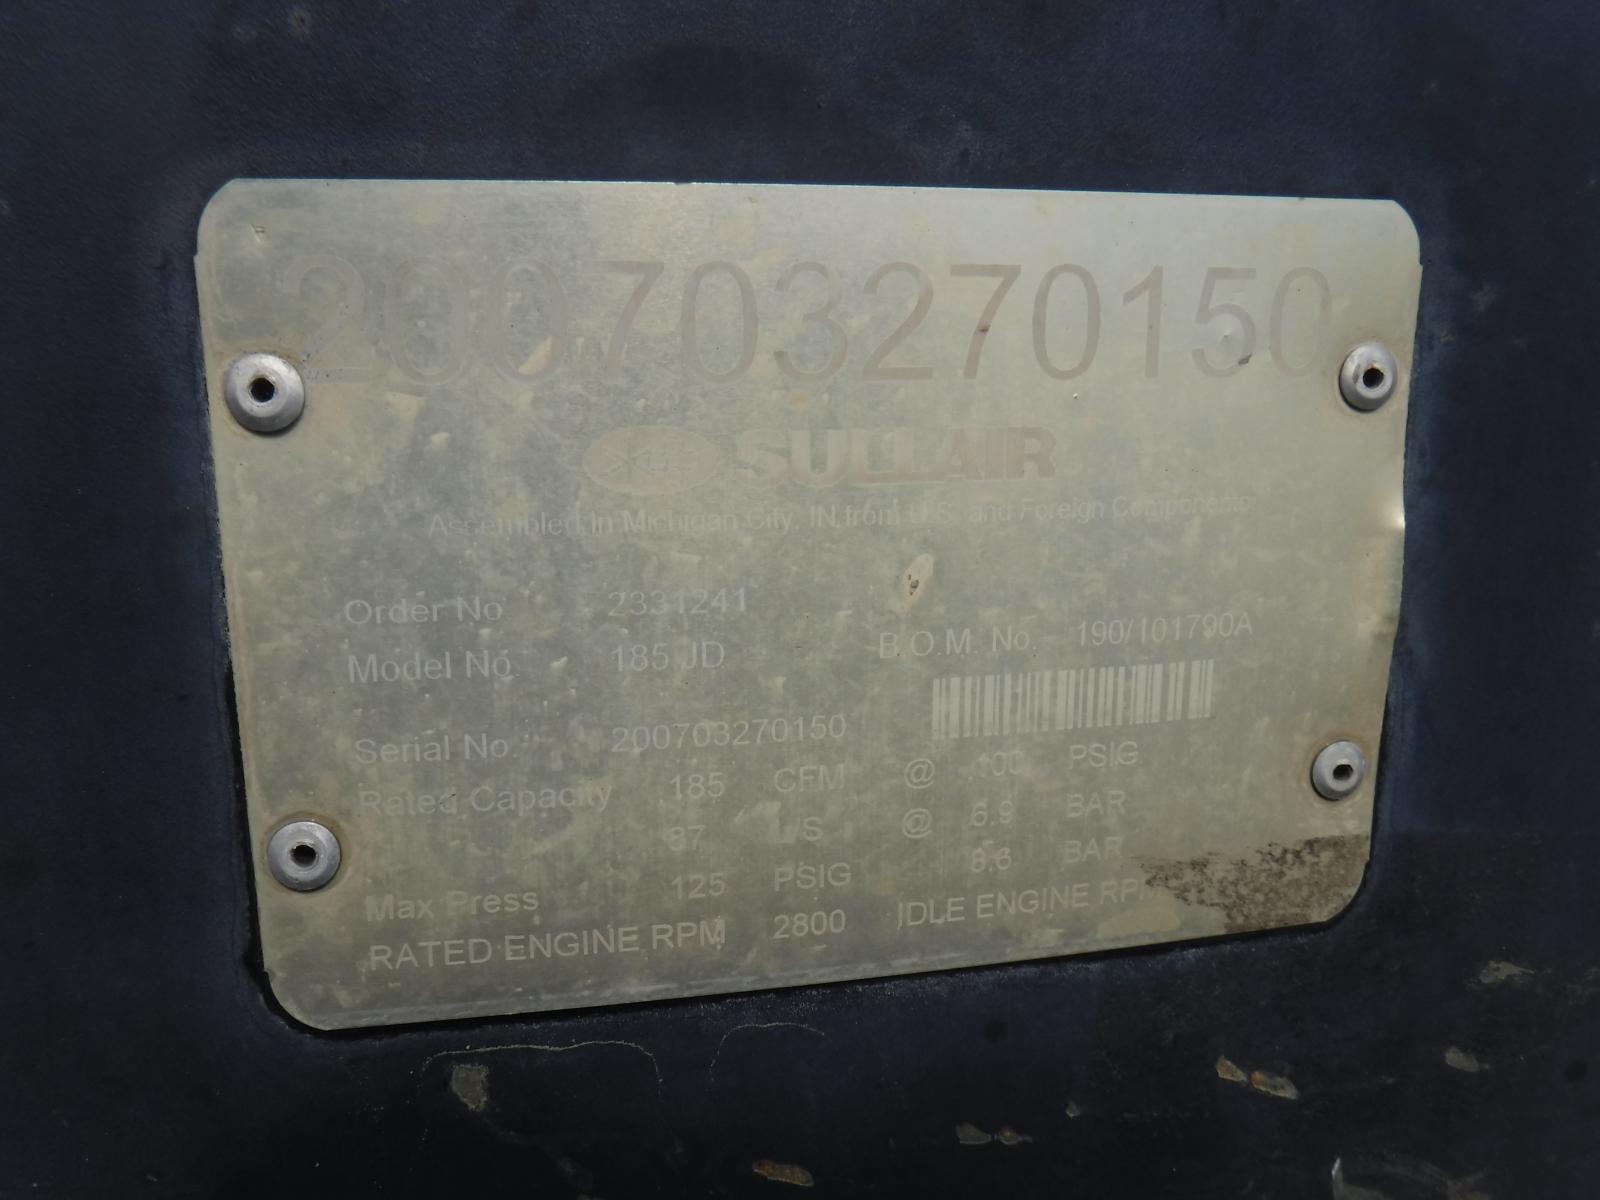 200703270150
SULLAIR
Assembled in Michigan City, IN from U.S. and Foreign Components
Order No 2331241
Model No 185 JD B.O.M. No. 190/101790A
Serial No 200703270150
Rated Capacity 185 CFM @ 100 PSIG
87 L/S @ 6.9 BAR
Max Press 125 PSIG 8.6 BAR
RATED ENGINE RPM 2800 IDLE ENGINE RPM